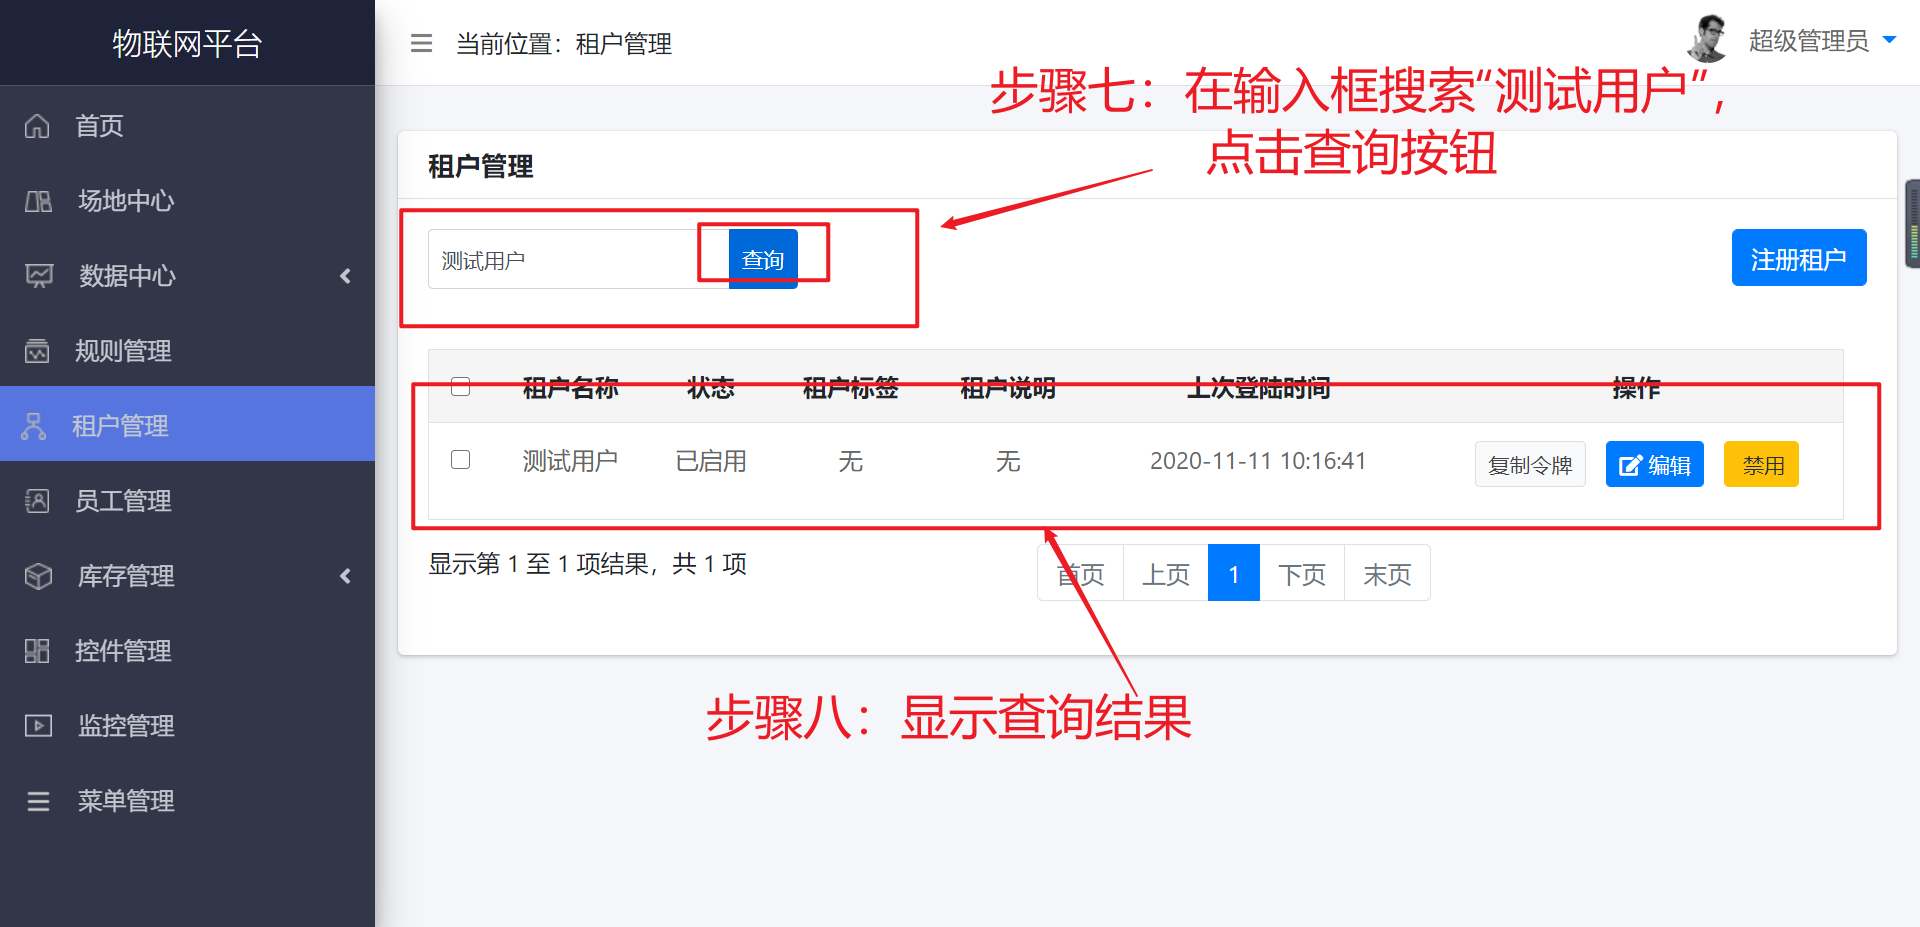 物联网平台
当前位置：租户管理
超级管理员
步骤七：在输入框搜索“测试用户”，
点击查询按钮
首页
场地中心
数据中心
规则管理
租户管理
员工管理
库存管理
控件管理
监控管理
菜单管理
租户管理
测试用户 查询
注册租户
租户名称 状态 租户标签 租户说明 上次登陆时间 操作
测试用户 已启用 无 无 2020-11-11 10:16:41 复制令牌 编辑 禁用
显示第 1 至 1 项结果，共 1 项
首页 上页 1 下页 末页
步骤八：显示查询结果